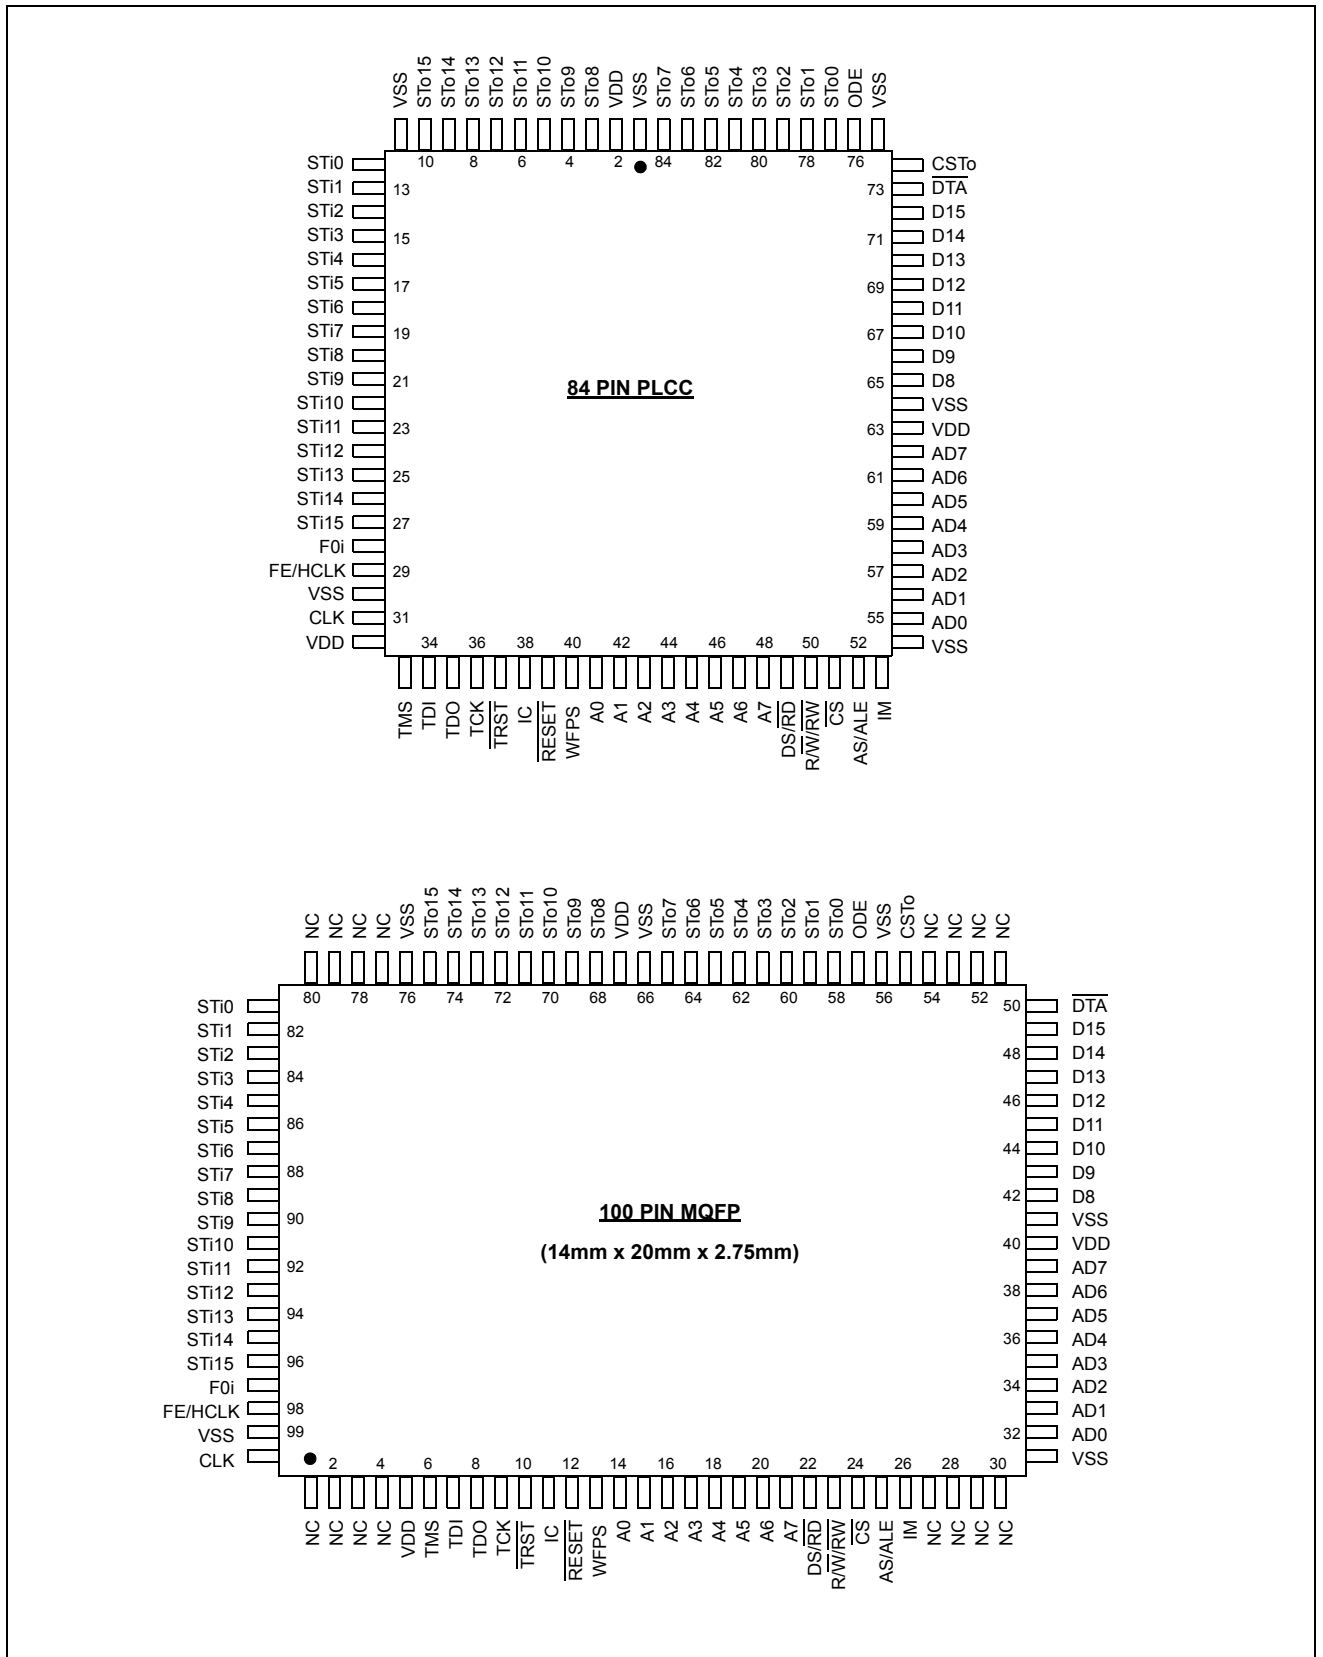 VSS STo15 STo14 STo13 STo12 STo11 STo10 STo9 STo8 VDD VSS STo7 STo6 STo5 STo4 STo3 STo2 STo1 STo0 ODE VSS
10 8 6 4 2 84 82 80 78 76
STi0 CSTo
STi1 13 73 DTA
STi2 D15
STi3 15 71 D14
STi4 D13
STi5 17 69 D12
STi6 D11
STi7 19 67 D10
STi8 D9
STi9 21 65 D8
84 PIN PLCC
STi10 VSS
STi11 23 63 VDD
STi12 AD7
STi13 25 61 AD6
STi14 AD5
STi15 27 59 AD4
F0i AD3
FE/HCLK 29 57 AD2
VSS AD1
CLK 31 55 AD0
VDD VSS
34 36 38 40 42 44 46 48 50 52
TMS TDI TDO TCK TRST IC RESET WFPS A0 A1 A2 A3 A4 A5 A6 A7 DS/RD R/W/RW CS AS/ALE IM
NC NC NC NC VSS STo15 STo14 STo13 STo12 STo11 STo10 STo9 STo8 VDD VSS STo7 STo6 STo5 STo4 STo3 STo2 STo1 STo0 ODE VSS CSTo NC NC NC NC
80 78 76 74 72 70 68 66 64 62 60 58 56 54 52
STi0 50 DTA
STi1 82 D15
STi2 48 D14
STi3 84 D13
STi4 46 D12
STi5 86 D11
STi6 44 D10
STi7 88 D9
STi8 42 D8
100 PIN MQFP
STi9 90 VSS
STi10 40 VDD
(14mm x 20mm x 2.75mm)
STi11 92 AD7
STi12 38 AD6
STi13 94 AD5
STi14 36 AD4
STi15 96 AD3
F0i 34 AD2
FE/HCLK 98 AD1
VSS 99 32 AD0
CLK VSS
2 4 6 8 10 12 14 16 18 20 22 24 26 28 30
NC NC NC NC VDD TMS TDI TDO TCK TRST IC RESET WFPS A0 A1 A2 A3 A4 A5 A6 A7 DS/RD R/W/RW CS AS/ALE IM NC NC NC NC